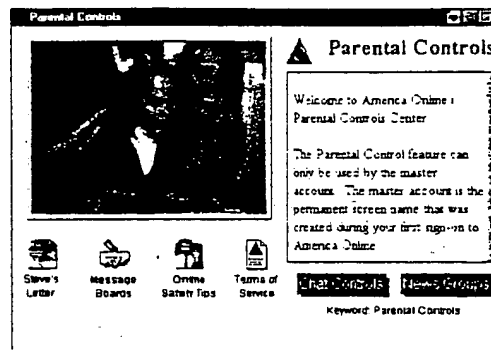 Parental Controls
Parental Controls
Welcome to America Online's
Parental Controls Center
The Parental Control feature can
only be used by the master
account. The master account is the
permanent screen name that was
created during your first sign-on to
America Online
Steve's
Letter
Message
Boards
Online
Safety Tips
Terms of
Service
Chat Controls
News Groups
Keyword: Parental Controls